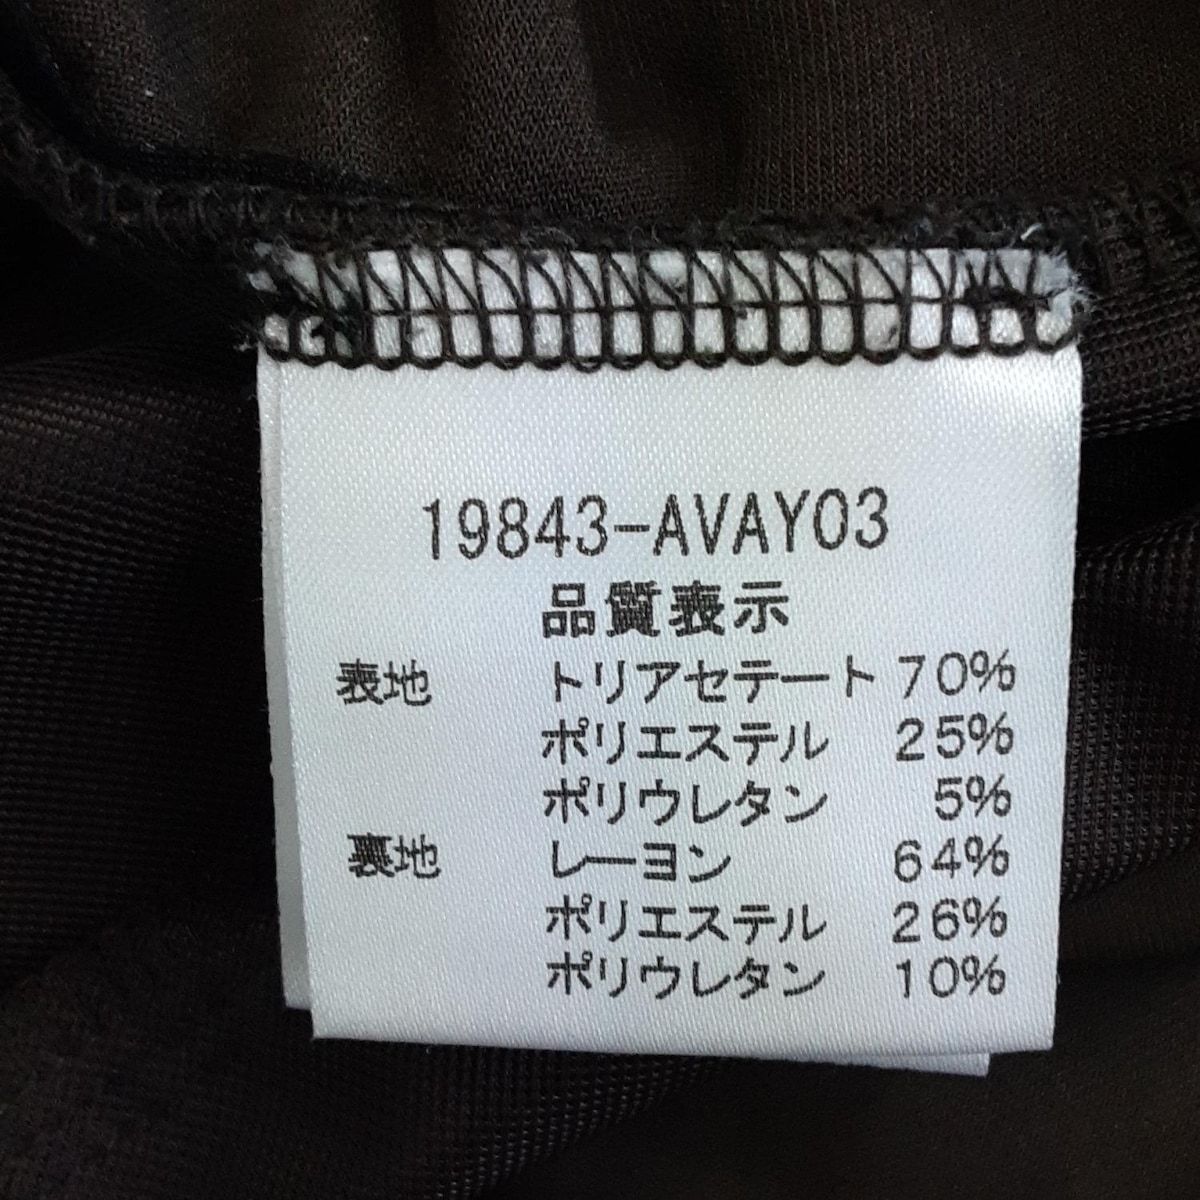 19843-AVAY03
品質表示
表地 トリアセテート 70%
ポリエステル 25%
ポリウレタン 5%
裏地 レーヨン 64%
ポリエステル 26%
ポリウレタン 10%